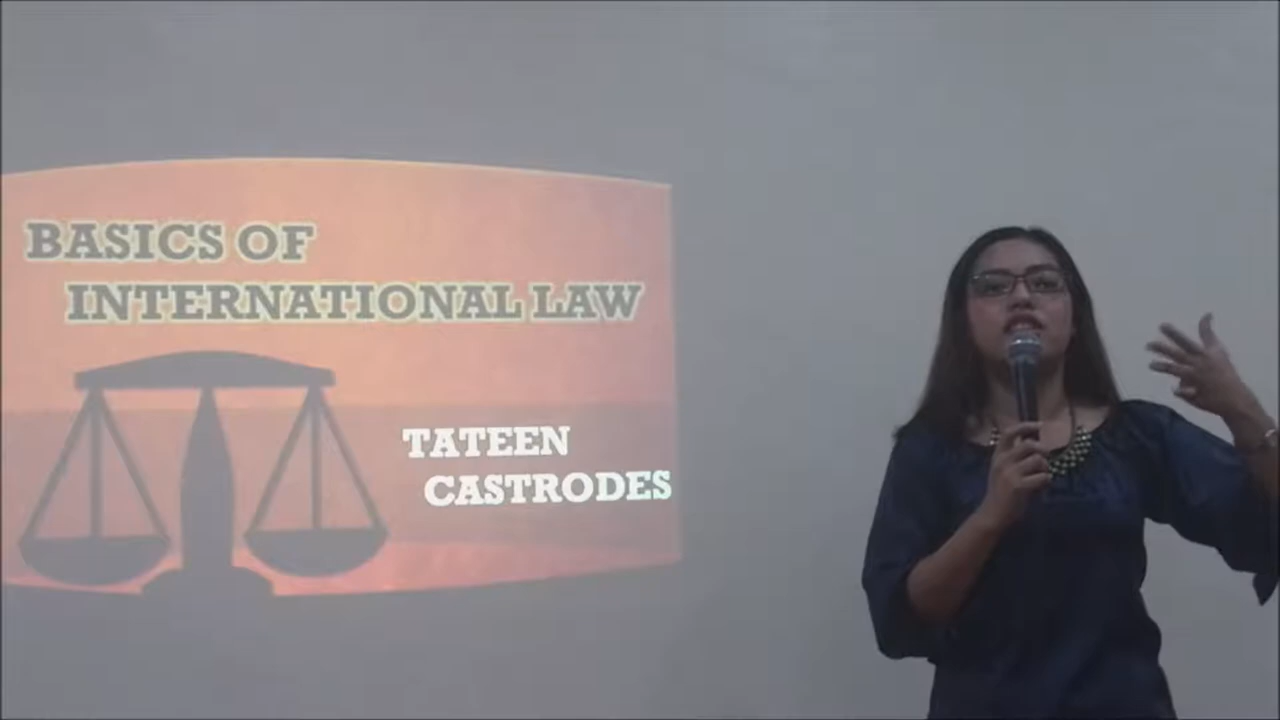 BASICS OF
INTERNATIONAL LAW
TATEEN
CASTRODES